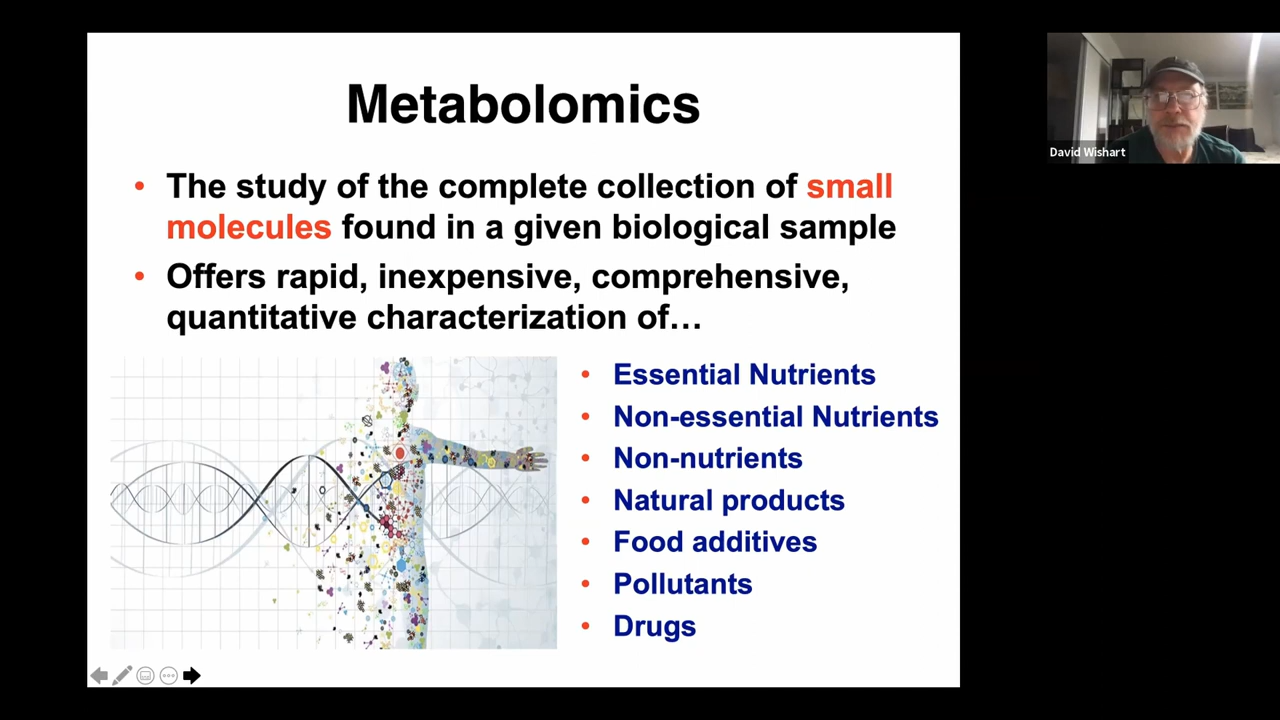 Metabolomics
• The study of the complete collection of small
molecules found in a given biological sample
• Offers rapid, inexpensive, comprehensive,
quantitative characterization of…
• Essential Nutrients
• Non-essential Nutrients
• Non-nutrients
• Natural products
• Food additives
• Pollutants
• Drugs
David Wishart